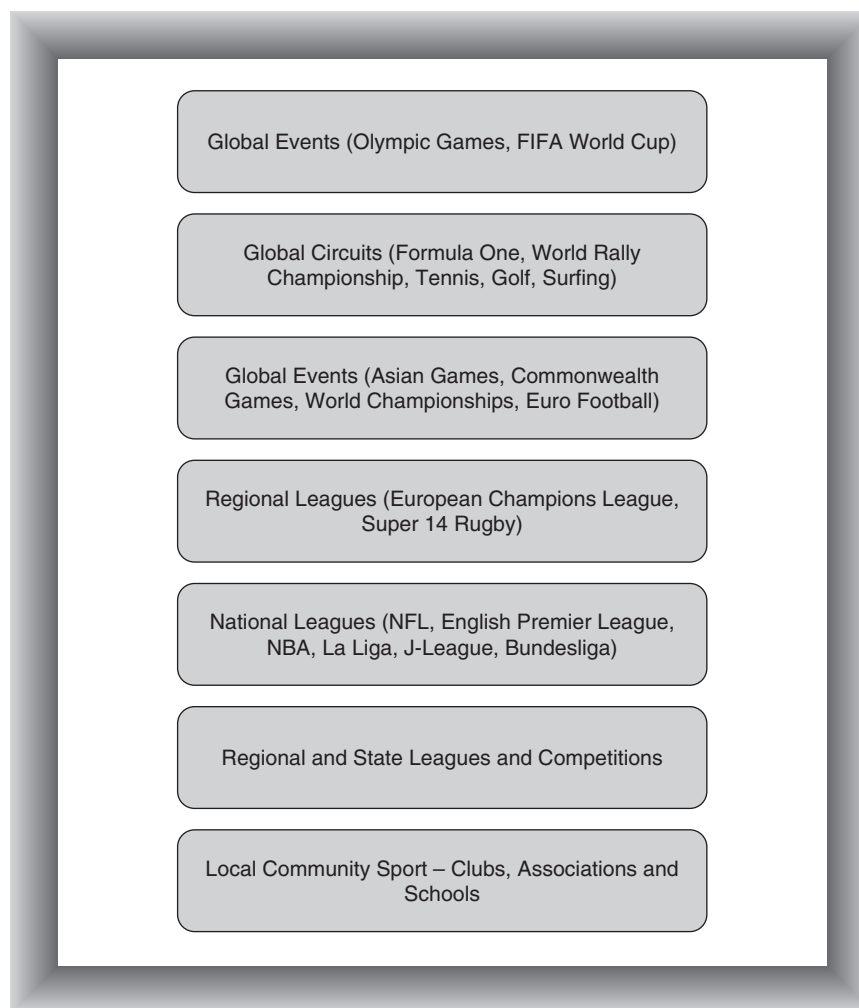 Global Events (Olympic Games, FIFA World Cup)
Global Circuits (Formula One, World Rally
Championship, Tennis, Golf, Surfing)
Global Events (Asian Games, Commonwealth
Games, World Championships, Euro Football)
Regional Leagues (European Champions League,
Super 14 Rugby)
National Leagues (NFL, English Premier League,
NBA, La Liga, J-League, Bundesliga)
Regional and State Leagues and Competitions
Local Community Sport – Clubs, Associations and
Schools